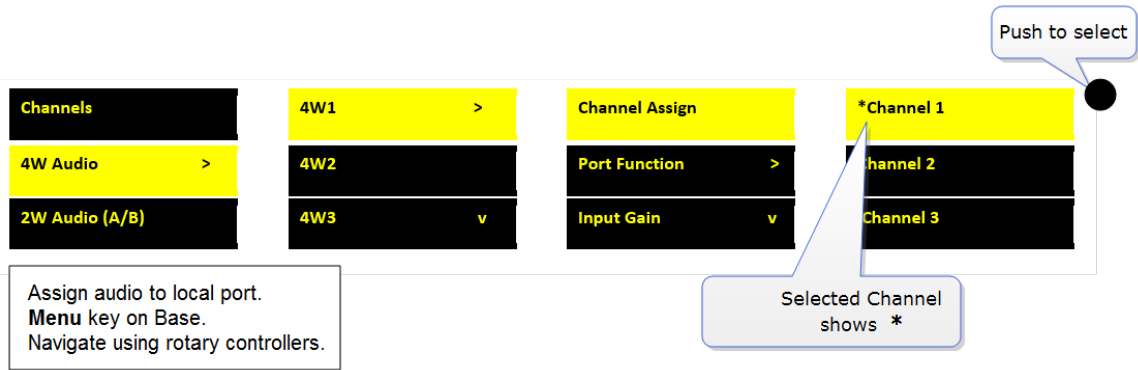 Push to select
Channels
4W Audio >
2W Audio (A/B)
4W1 >
4W2
4W3 v
Channel Assign
Port Function >
Input Gain v
*Channel 1
Channel 2
Channel 3
Assign audio to local port.
Menu key on Base.
Navigate using rotary controllers.
Selected Channel
shows *